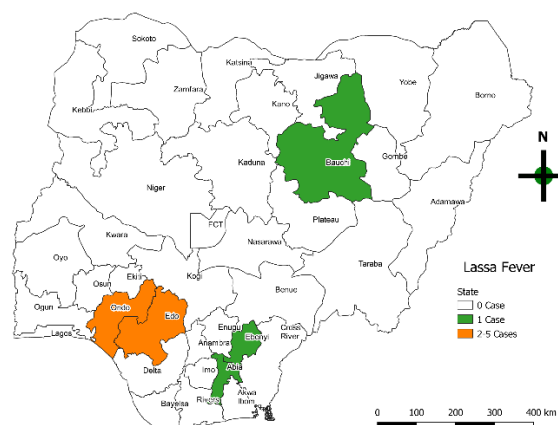 Sokoto
Katsina
Jigawa
Yobe
Borno
Zamfara
Kebbi
Kano
Kaduna
Bauchi
Gombe
Niger
Adamawa
Plateau
FCT
Kwara
Nasarawa
Oyo
Taraba
Kogi
Osun
Ekiti
Benue
Ogun
Ondo
Edo
Lagos
Enugu
Ebonyi
Cross
River
Anambra
Delta
Imo
Abia
Bayelsa
Rivers
Akwa
Ibom
N
Lassa Fever
State
0 Case
1 Case
2-5 Cases
0 100 200 300 400 km